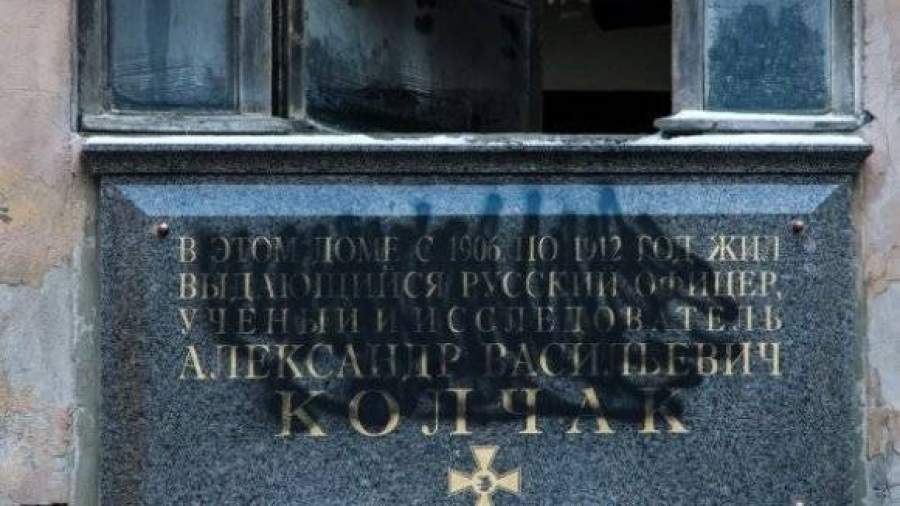 В ЭТОМ ДОМЕ С 1906 ПО 1912 ГОД ЖИЛ
ВЫДАЮЩИЙСЯ РУССКИЙ ОФИЦЕР,
УЧЕНЫЙ И ИССЛЕДОВАТЕЛЬ
АЛЕКСАНДР ВАСИЛЬЕВИЧ
КОЛЧАК